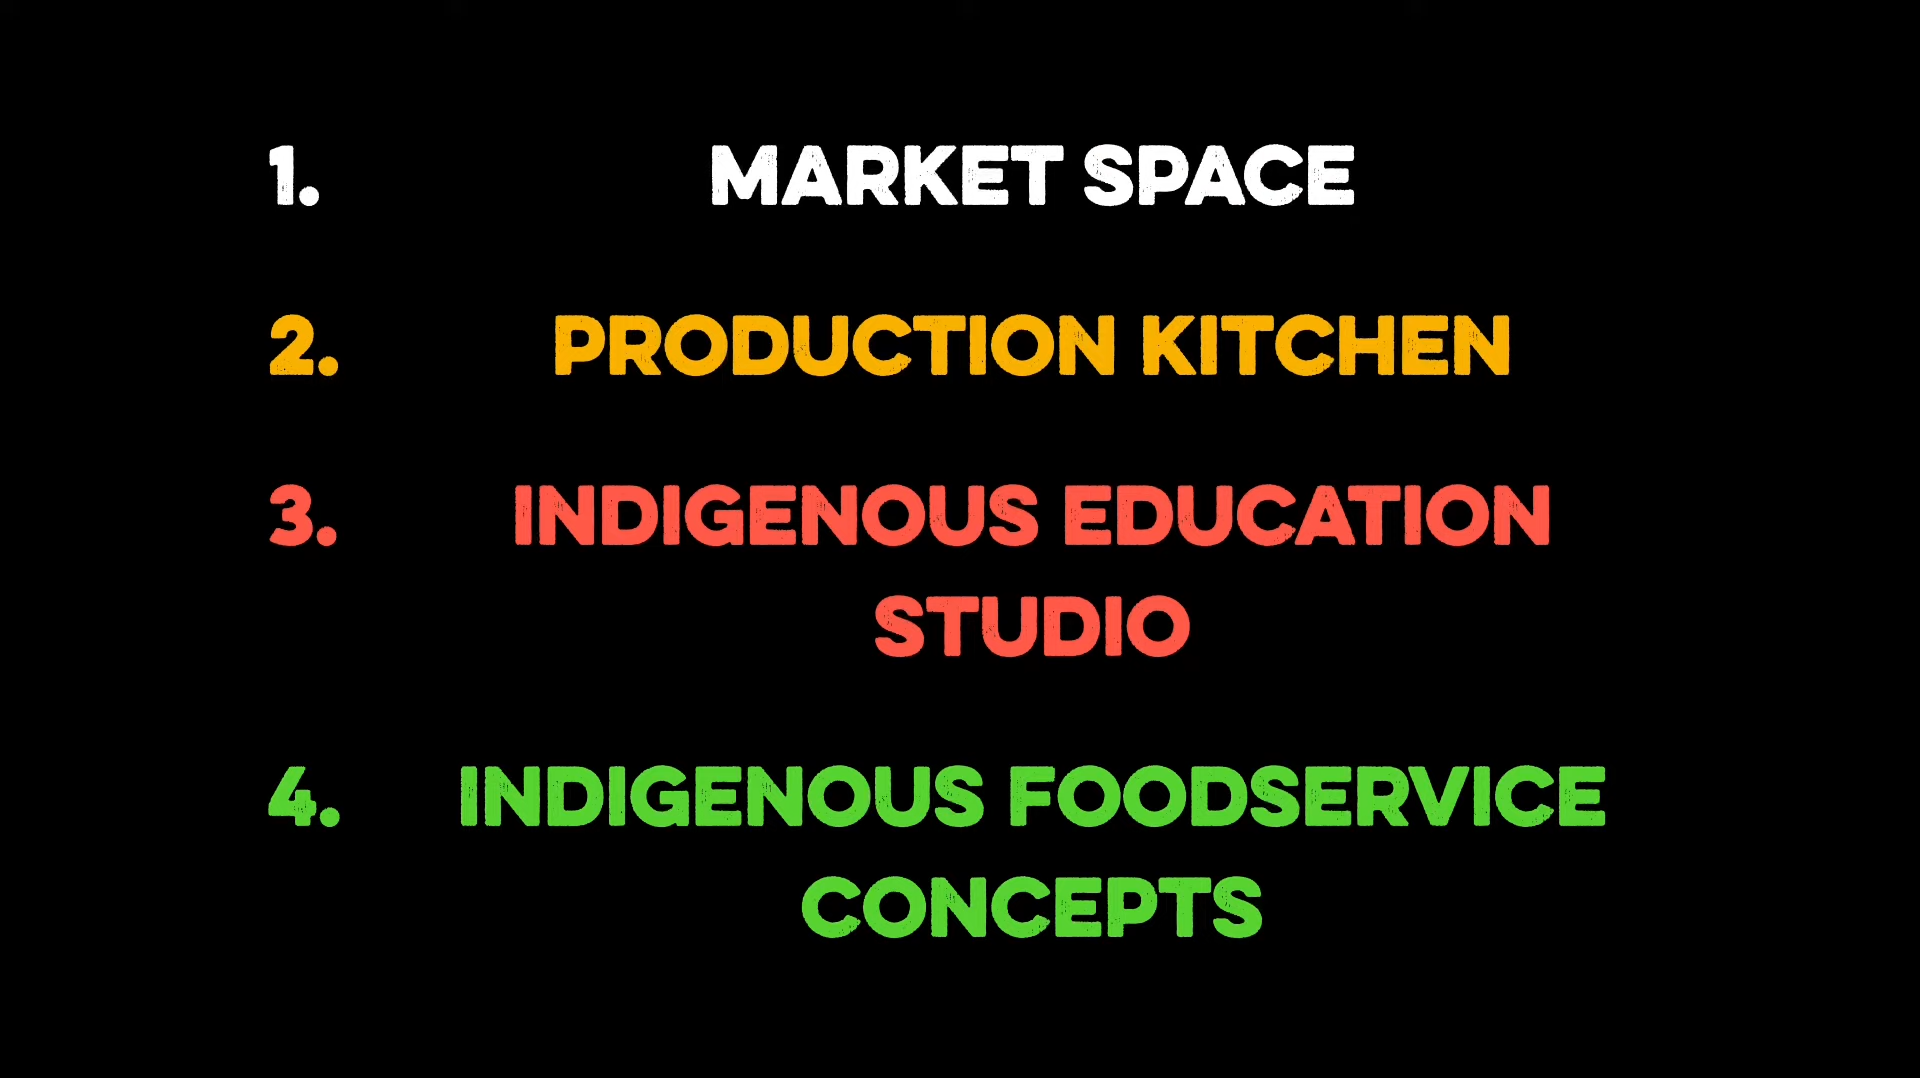 1. MARKET SPACE
2. PRODUCTION KITCHEN
3. INDIGENOUS EDUCATION
STUDIO
4. INDIGENOUS FOODSERVICE
CONCEPTS